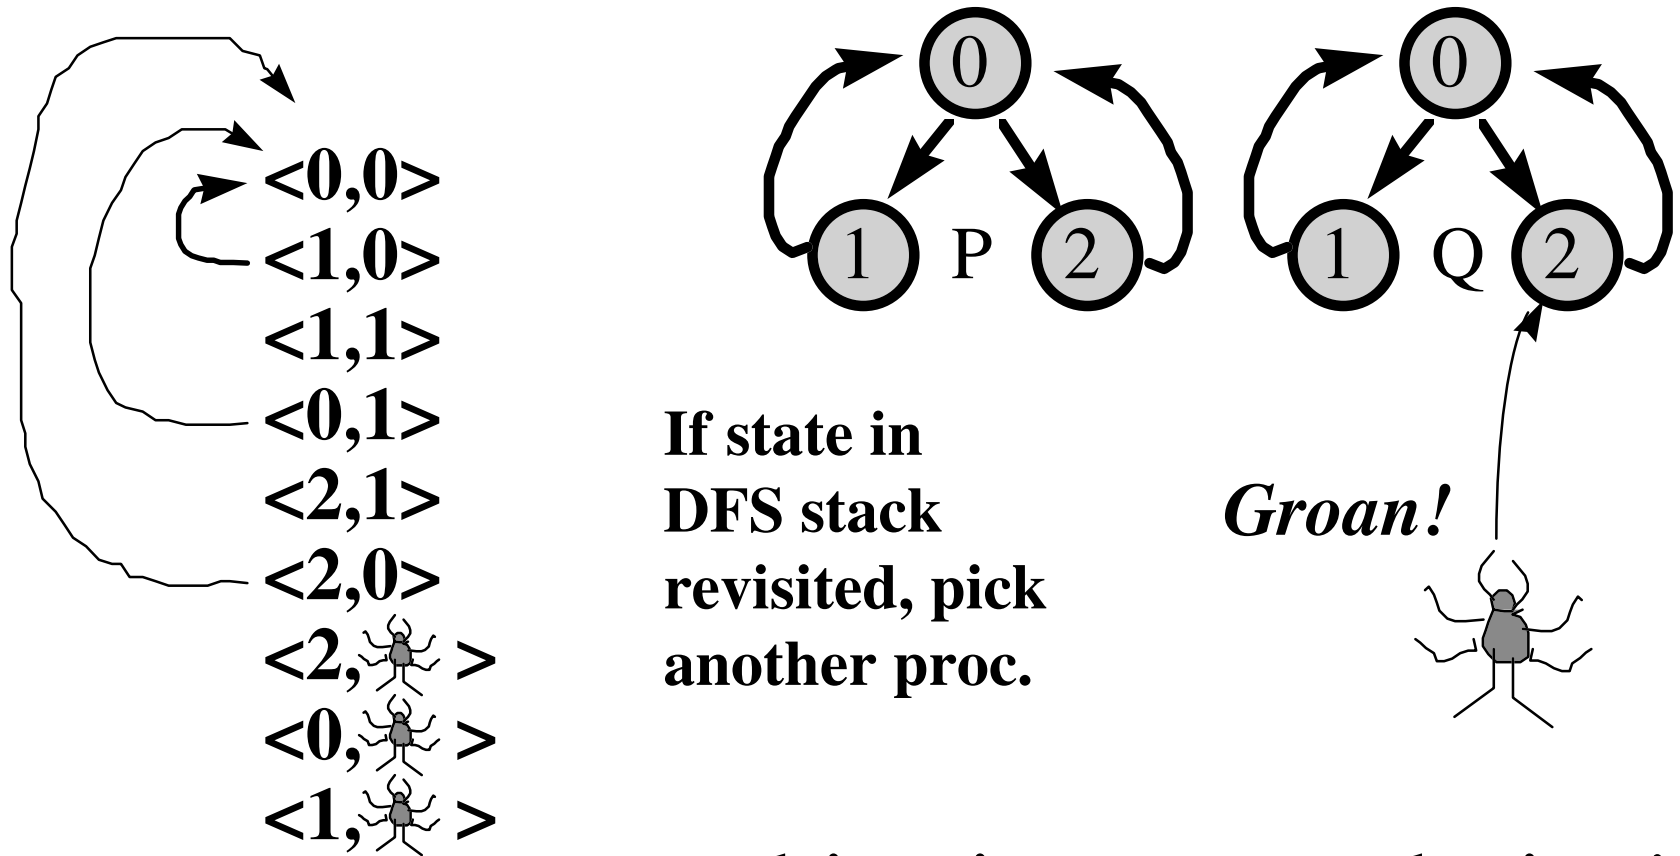 <0,0>
<1,0>
<1,1>
<0,1>
<2,1>
<2,0>
<2, >
<0, >
<1, >
0
1 P 2
0
1 Q 2
If state in
DFS stack
revisited, pick
another proc.
Groan!